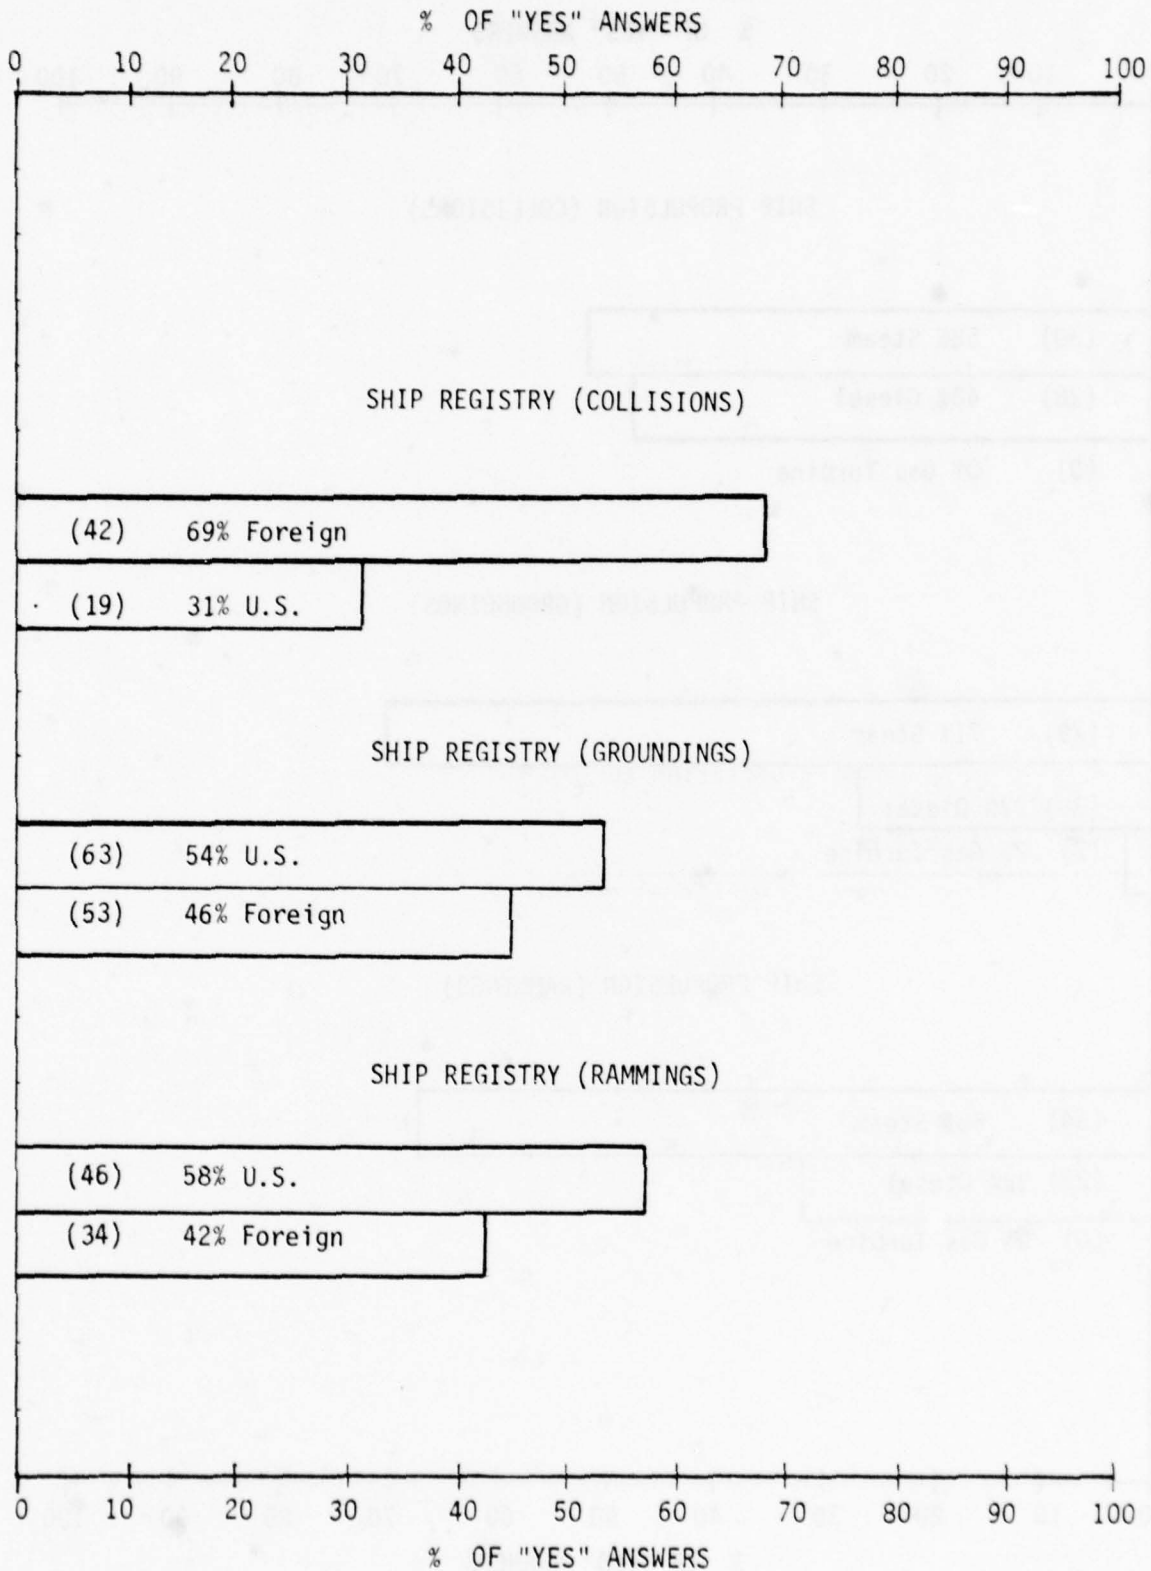 % OF "YES" ANSWERS
0 10 20 30 40 50 60 70 80 90 100
SHIP REGISTRY (COLLISIONS)
(42) 69% Foreign
(19) 31% U.S.
SHIP REGISTRY (GROUNDINGS)
(63) 54% U.S.
(53) 46% Foreign
SHIP REGISTRY (RAMMINGS)
(46) 58% U.S.
(34) 42% Foreign
0 10 20 30 40 50 60 70 80 90 100
% OF "YES" ANSWERS